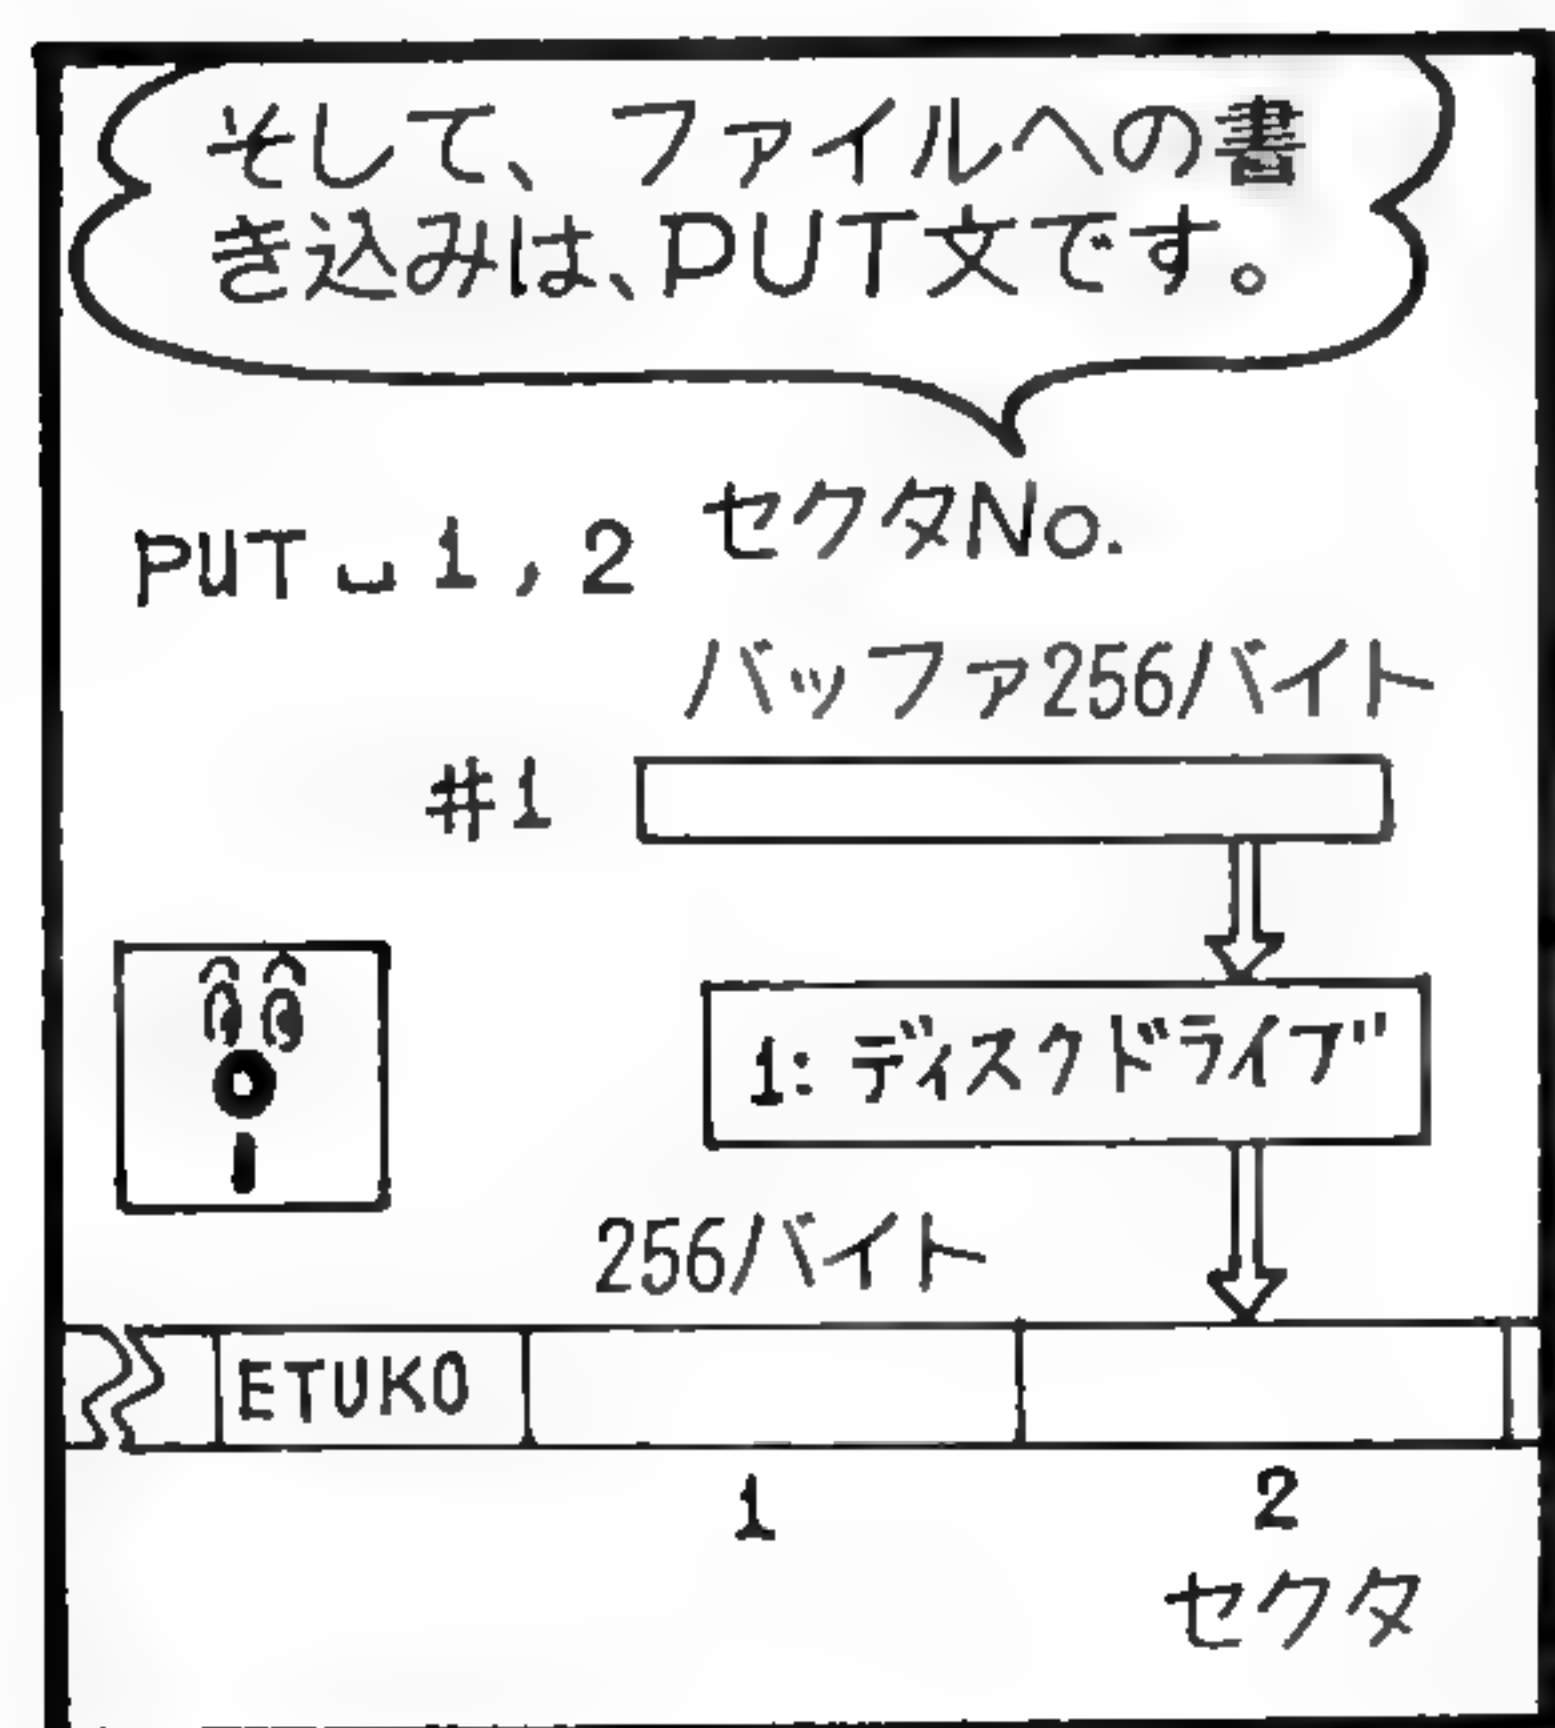 そして、ファイルへの書
き込みは、PUT文です。
セクタNo.
PUT␣1,2
バッファ256バイト
#1
1:ディスクドライブ
256バイト
ETUKO
1 2
セクタ